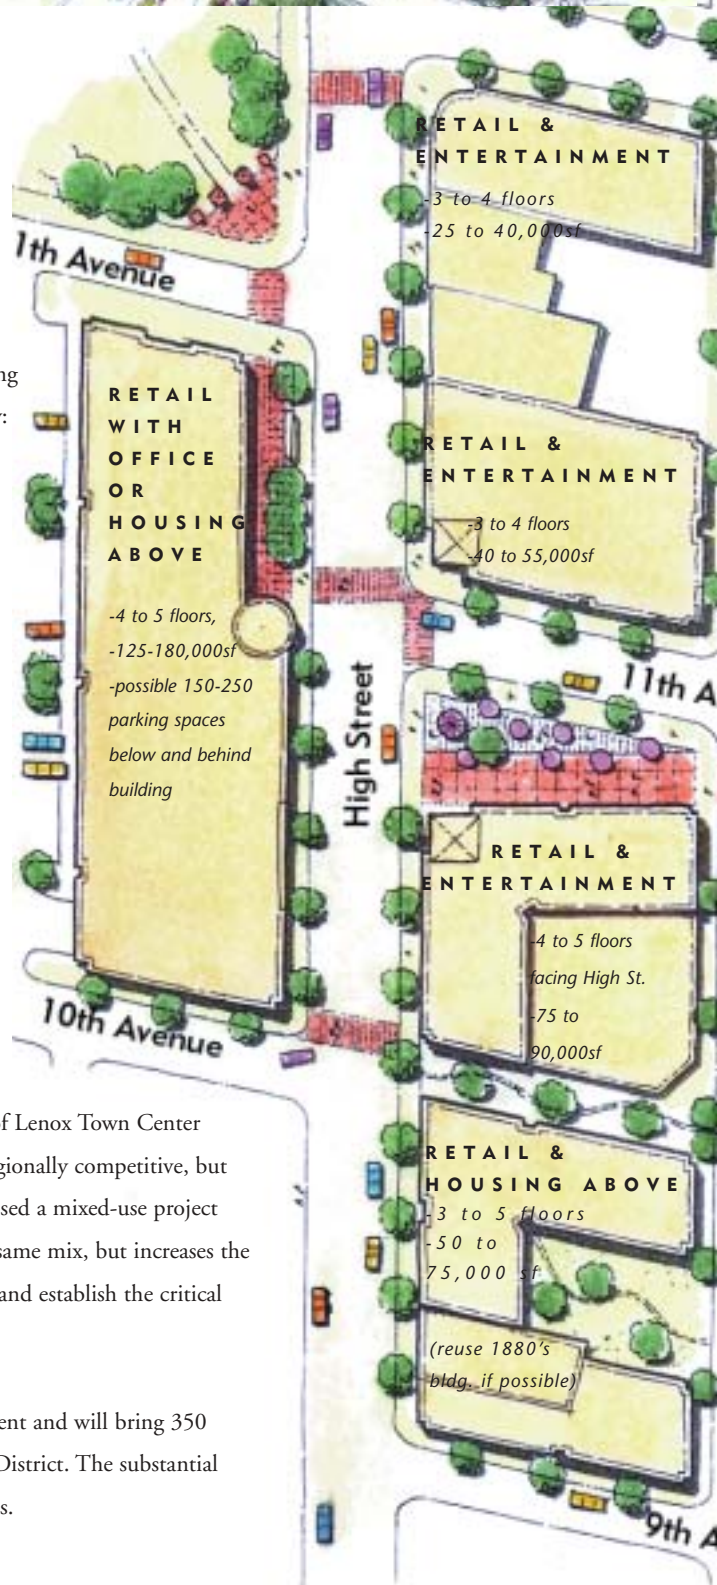 RETAIL &
ENTERTAINMENT
-3 to 4 floors
-25 to 40,000sf
1th Avenue
RETAIL
WITH
OFFICE
OR
HOUSING
ABOVE
-4 to 5 floors,
-125-180,000sf
-possible 150-250
parking spaces
below and behind
building
RETAIL &
ENTERTAINMENT
-3 to 4 floors
-40 to 55,000sf
High Street
11th A
RETAIL &
ENTERTAINMENT
-4 to 5 floors
facing High St.
-75 to
90,000sf
10th Avenue
RETAIL &
HOUSING ABOVE
-3 to 5 floors
-50 to
75,000 sf
(reuse 1880's
bldg. if possible)
9th A
of Lenox Town Center
egionally competitive, but
sed a mixed-use project
same mix, but increases the
and establish the critical
ent and will bring 350
District. The substantial
s.